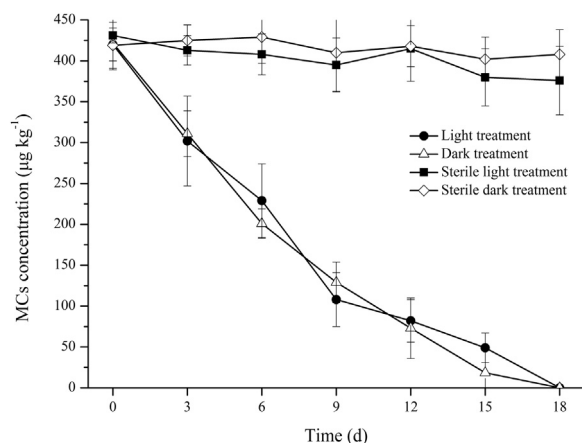 450
400
350
300
250
200
150
100
50
0
MCs concentration (µg kg⁻¹)
Light treatment
Dark treatment
Sterile light treatment
Sterile dark treatment
0 3 6 9 12 15 18
Time (d)